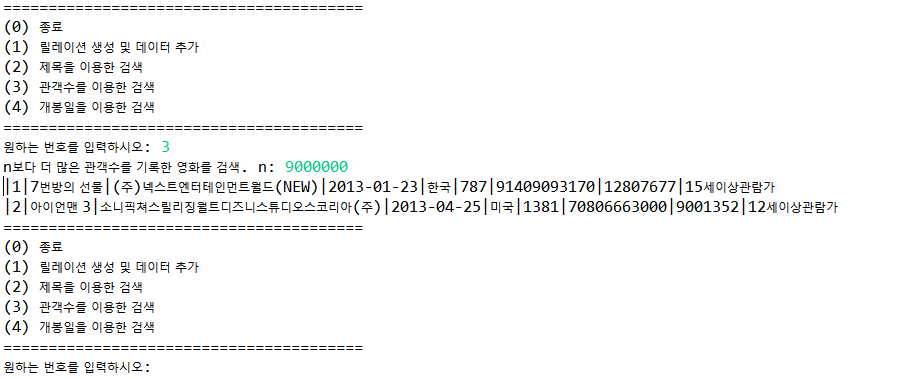 ========================================
(0) 종료
(1) 릴레이션 생성 및 데이터 추가
(2) 제목을 이용한 검색
(3) 관객수를 이용한 검색
(4) 개봉일을 이용한 검색
========================================
원하는 번호를 입력하시오: 3
n보다 더 많은 관객수를 기록한 영화를 검색. n: 9000000
|1|7번방의 선물|(주)넥스트엔터테인먼트월드(NEW)|2013-01-23|한국|787|91409093170|12807677|15세이상관람가
|2|아이언맨 3|소니픽쳐스릴리징월트디즈니스튜디오스코리아(주)|2013-04-25|미국|1381|70806663000|9001352|12세이상관람가
========================================
(0) 종료
(1) 릴레이션 생성 및 데이터 추가
(2) 제목을 이용한 검색
(3) 관객수를 이용한 검색
(4) 개봉일을 이용한 검색
========================================
원하는 번호를 입력하시오: